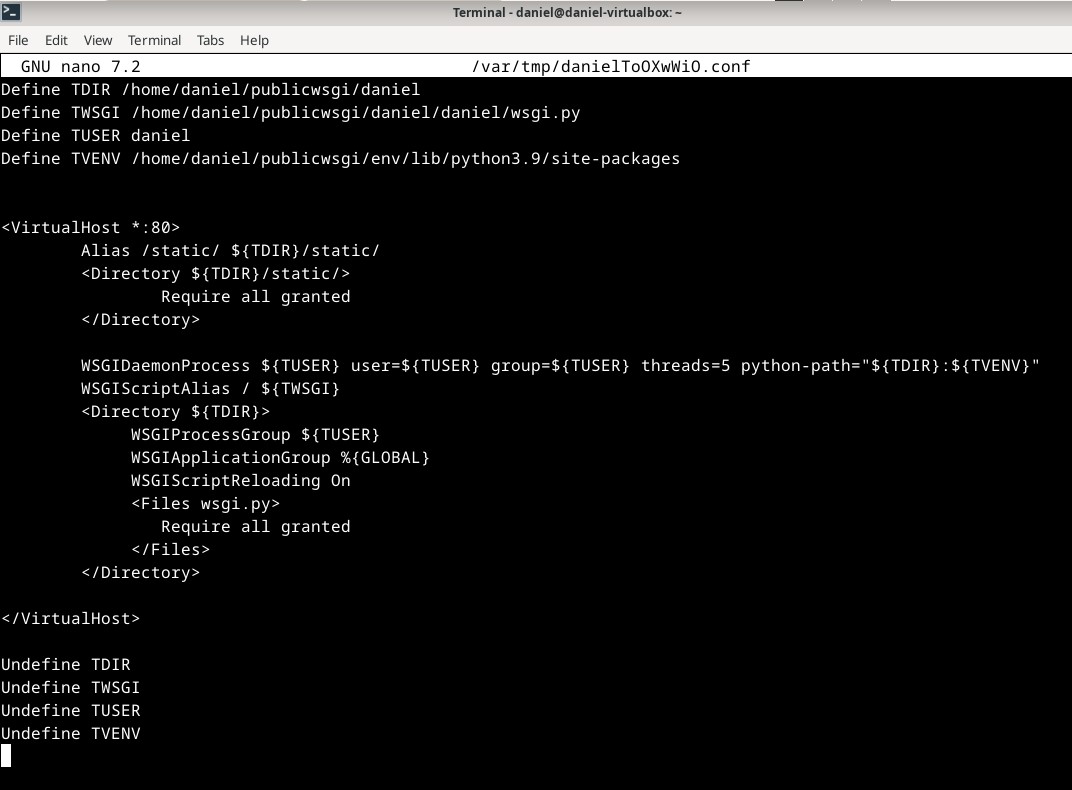 Terminal - daniel@daniel-virtualbox: ~
File Edit View Terminal Tabs Help
GNU nano 7.2 /var/tmp/danielToOXwWiO.conf
Define TDIR /home/daniel/publicwsgi/daniel
Define TWSGI /home/daniel/publicwsgi/daniel/daniel/wsgi.py
Define TUSER daniel
Define TVENV /home/daniel/publicwsgi/env/lib/python3.9/site-packages
<VirtualHost *:80>
Alias /static/ ${TDIR}/static/
<Directory ${TDIR}/static/>
Require all granted
</Directory>
WSGIDaemonProcess ${TUSER} user=${TUSER} group=${TUSER} threads=5 python-path="${TDIR}:${TVENV}"
WSGIScriptAlias / ${TWSGI}
<Directory ${TDIR}>
WSGIProcessGroup ${TUSER}
WSGIApplicationGroup %{GLOBAL}
WSGIScriptReloading On
<Files wsgi.py>
Require all granted
</Files>
</Directory>
</VirtualHost>
Undefine TDIR
Undefine TWSGI
Undefine TUSER
Undefine TVENV